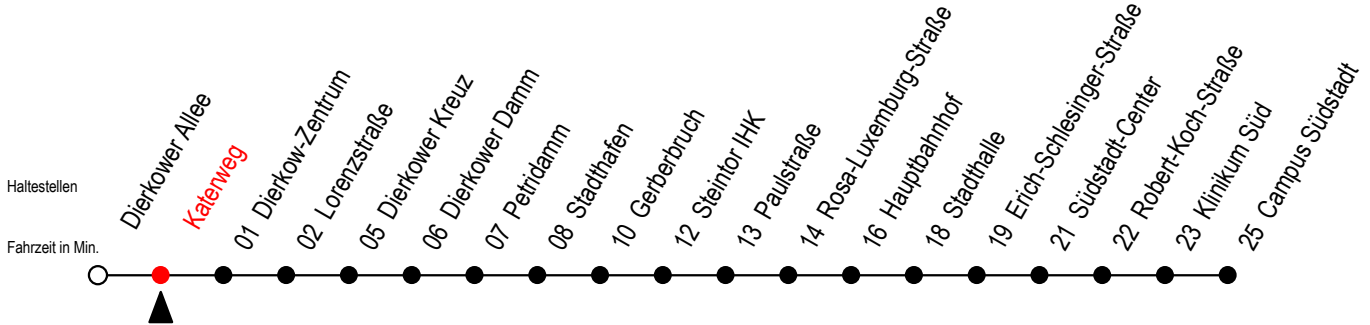 Haltestellen
Fahrzeit in Min.
Dierkower Allee
Katerweg
01 Dierkow-Zentrum
02 Lorenzstraße
05 Dierkower Kreuz
06 Dierkower Damm
07 Petridamm
08 Stadthafen
10 Gerberbruch
12 Steintor IHK
13 Paulstraße
14 Rosa-Luxemburg-Straße
16 Hauptbahnhof
18 Stadthalle
19 Erich-Schlesinger-Straße
21 Südstadt-Center
22 Robert-Koch-Straße
23 Klinikum Süd
25 Campus Südstadt